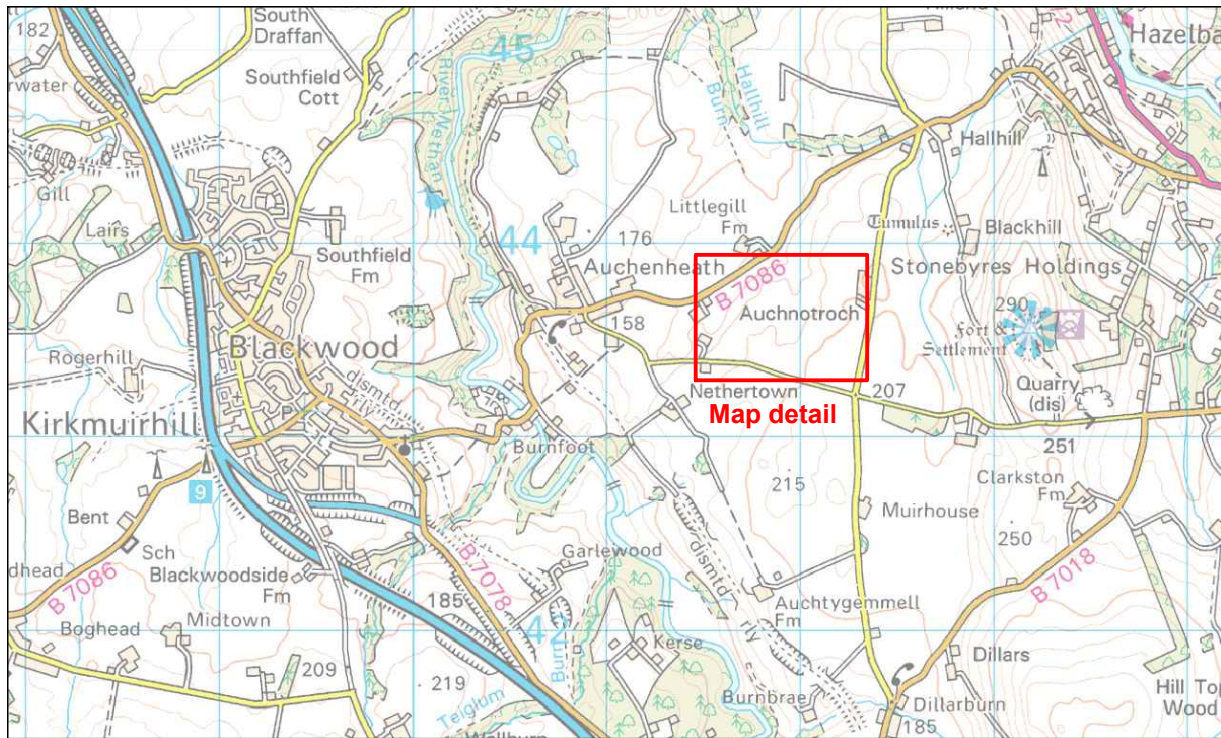 182
South
Draffan
Southfield
Cott
45
River Nethan
Hallhill
Burn
Hazelba
rwater
Hallhill
Gill
Lairs
Southfield
Fm
44
176
Littlegill
Fm
Tumulus
Blackhill
Auchenheath
B 7086
Stonebyres Holdings
Auchnotroch
290
Fort &
Settlement
158
Rogerhill
Blackwood
dismtd
rly
Nethertown
207
Quarry
(dis)
Map detail
P
Kirkmuirhill
Burnfoot
251
9
215
Clarkston
Fm
Bent
Muirhouse
Sch
Garlewood
dismtd
rly
250
dhead
B 7086
Blackwoodside
Fm
B 7078
B 7018
185
Auchtygemmell
Fm
Boghead
Midtown
42
Burn
Kerse
Dillars
209
219
Teiglum
Burnbrae
Dillarburn
185
Hill To
Wood